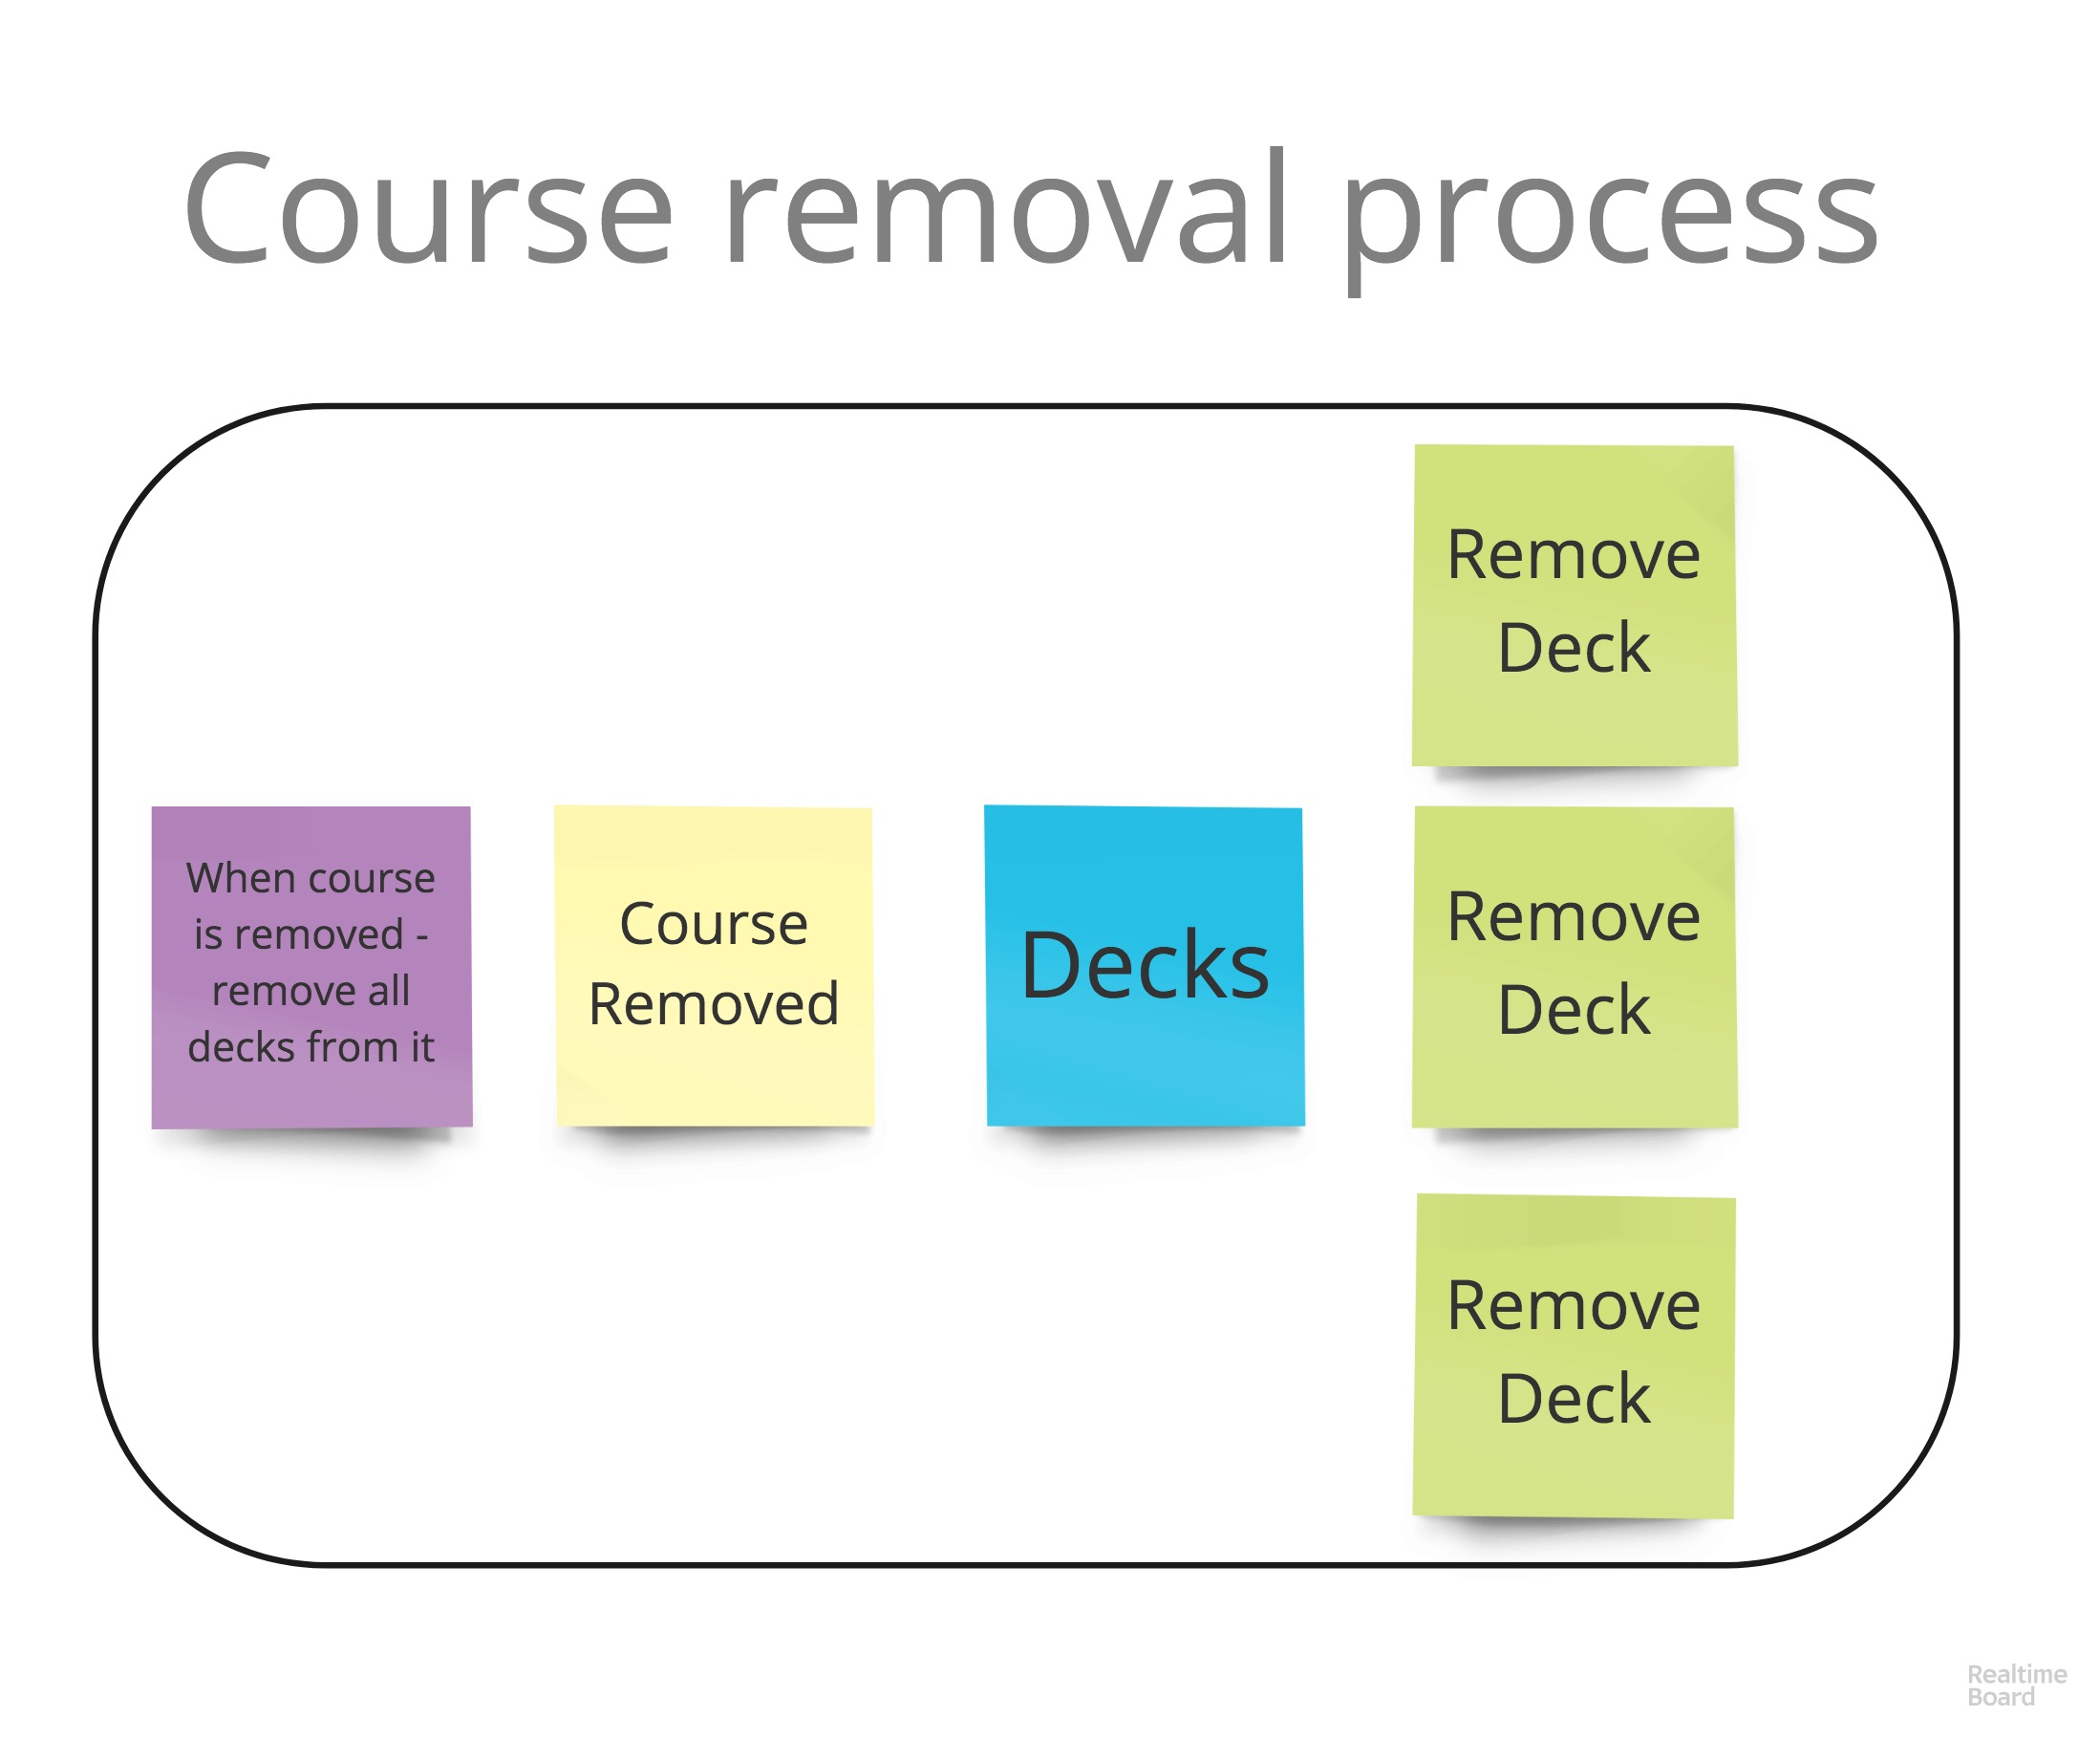 Course removal process
Remove
Deck
When course
is removed -
remove all
decks from it
Course
Removed
Decks
Remove
Deck
Remove
Deck
Realtime
Board